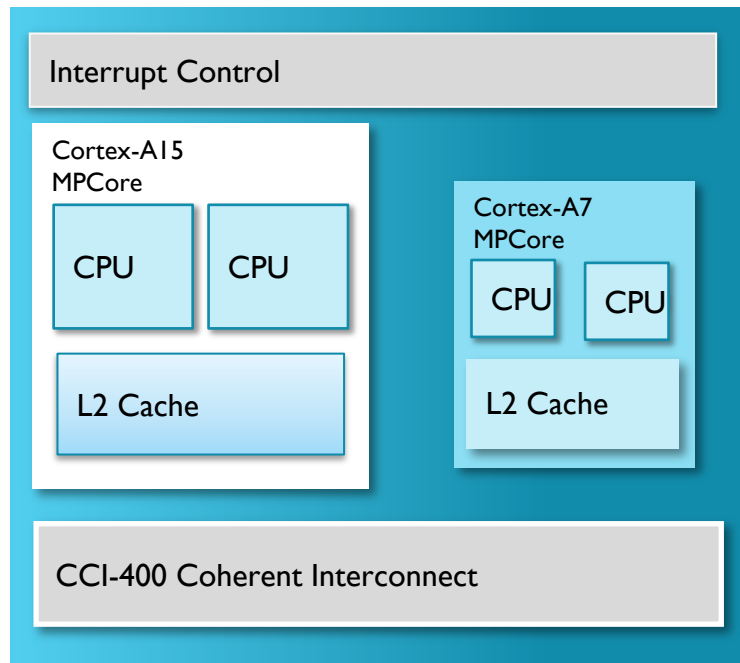 Interrupt Control
Cortex-A15
MPCore
CPU
CPU
L2 Cache
Cortex-A7
MPCore
CPU
CPU
L2 Cache
CCI-400 Coherent Interconnect